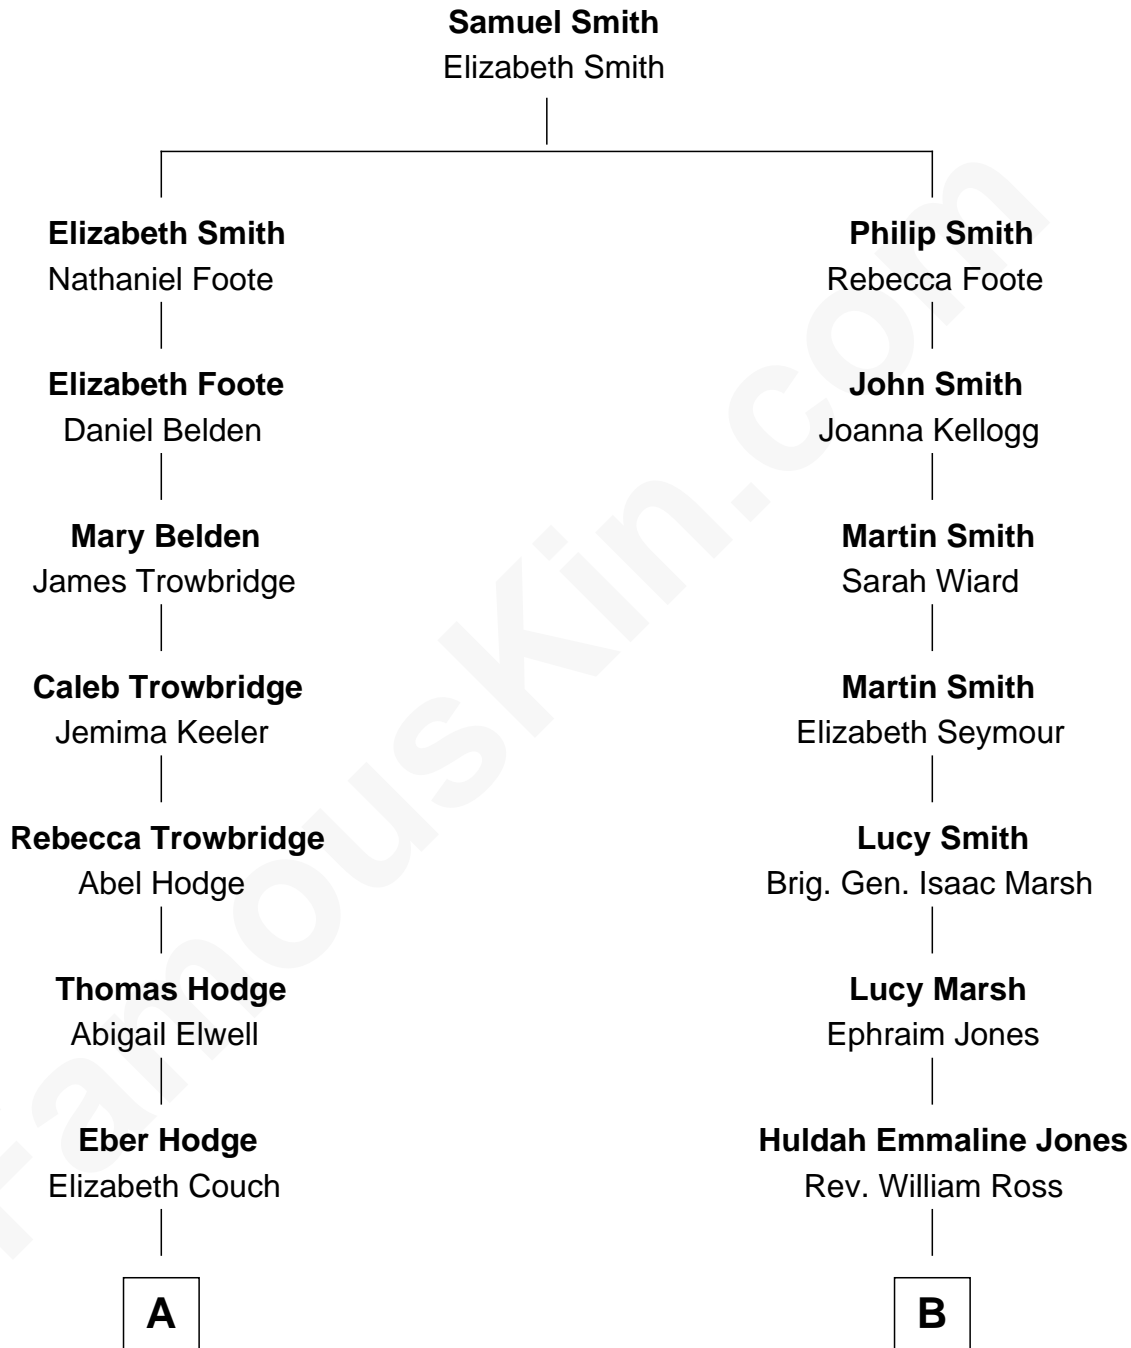 Samuel Smith
Elizabeth Smith
Elizabeth Smith
Nathaniel Foote
Philip Smith
Rebecca Foote
Elizabeth Foote
Daniel Belden
John Smith
Joanna Kellogg
Mary Belden
James Trowbridge
Martin Smith
Sarah Wiard
Caleb Trowbridge
Jemima Keeler
Martin Smith
Elizabeth Seymour
Rebecca Trowbridge
Abel Hodge
Lucy Smith
Brig. Gen. Isaac Marsh
Thomas Hodge
Abigail Elwell
Lucy Marsh
Ephraim Jones
Eber Hodge
Elizabeth Couch
Huldah Emmaline Jones
Rev. William Ross
A
B
FamousKin.com